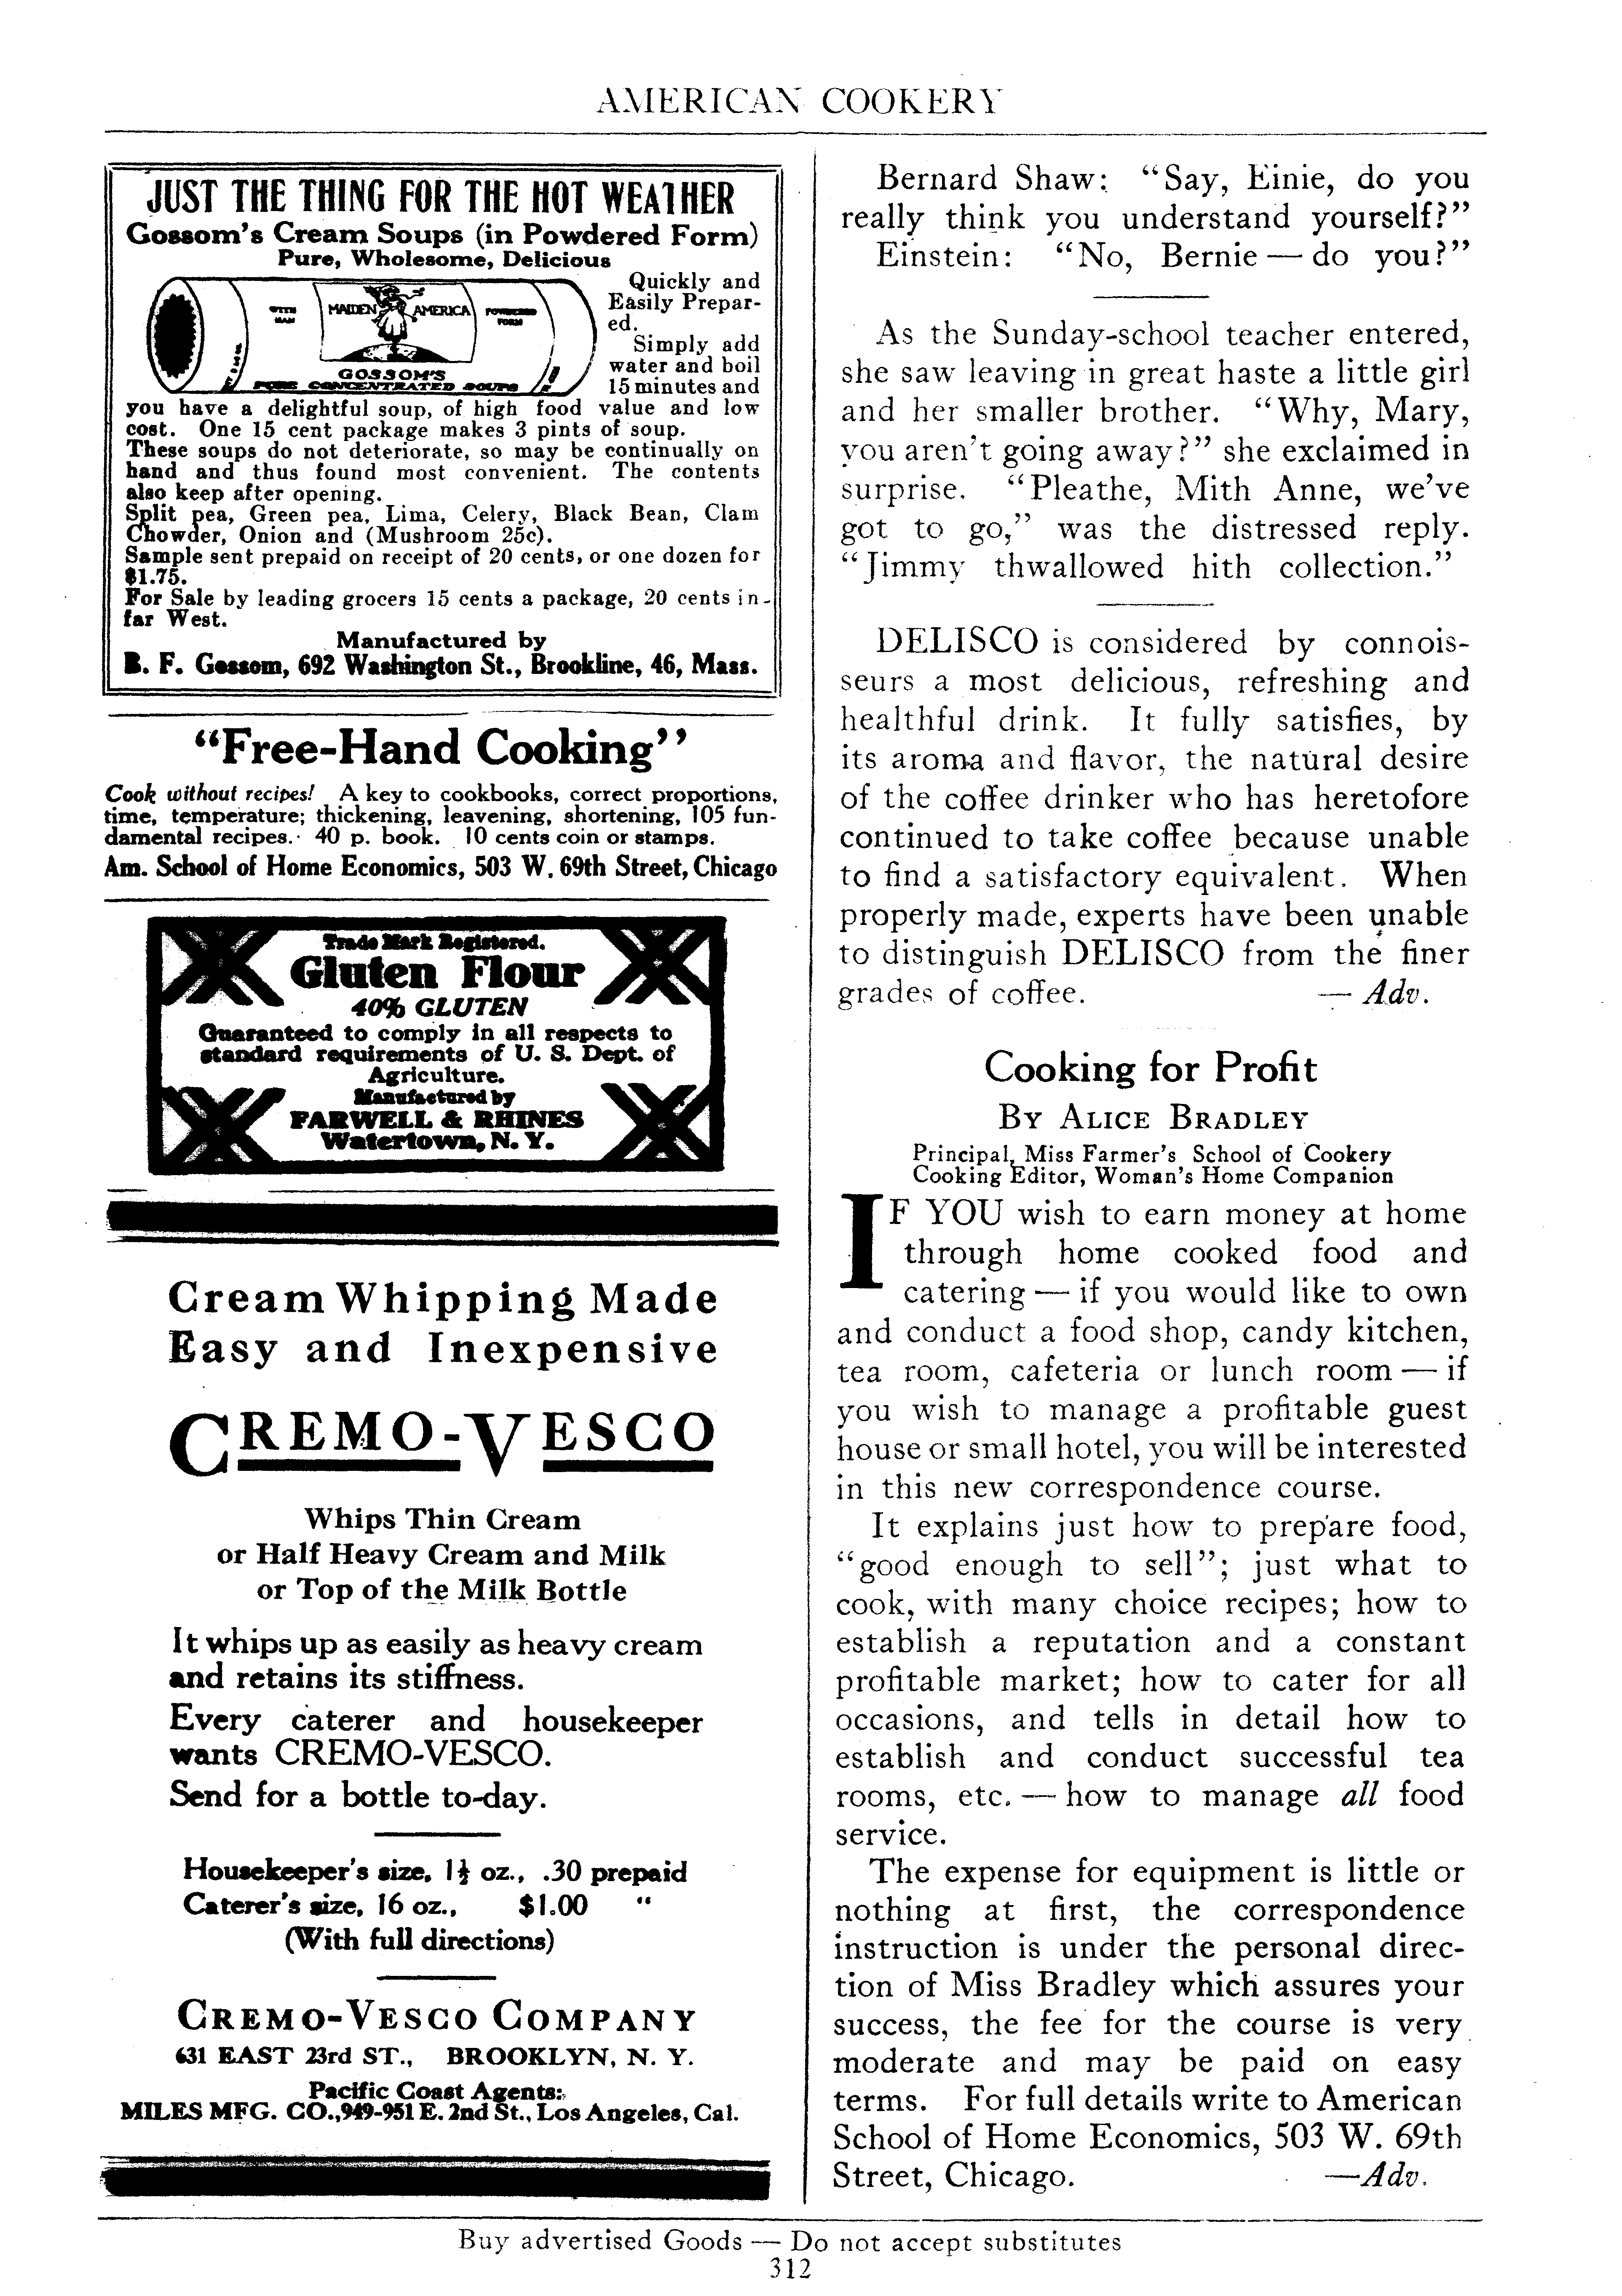 AMERICAN COOKERY
JUST THE THING FOR THE HOT WEATHER
Gossom's Cream Soups (in Powdered Form)
Pure, Wholesome, Delicious
WITH
HAM
MAIDEN AMERICA
POWDERED
FORM
GOSSOM'S
PURE CONCENTRATED SOUPS
Quickly and
Easily Prepar-
ed.
Simply add
water and boil
15 minutes and
you have a delightful soup, of high food value and low
cost. One 15 cent package makes 3 pints of soup.
These soups do not deteriorate, so may be continually on
hand and thus found most convenient. The contents
also keep after opening.
Split pea, Green pea, Lima, Celery, Black Bean, Clam
Chowder, Onion and (Mushroom 25c).
Sample sent prepaid on receipt of 20 cents, or one dozen for
$1.75.
For Sale by leading grocers 15 cents a package, 20 cents in
far West.
Manufactured by
B. F. Gossom, 692 Washington St., Brookline, 46, Mass.
"Free-Hand Cooking"
Cook without recipes! A key to cookbooks, correct proportions,
time, temperature; thickening, leavening, shortening, 105 fun-
damental recipes. 40 p. book. 10 cents coin or stamps.
Am. School of Home Economics, 503 W. 69th Street, Chicago
Trade Mark Registered.
Gluten Flour
40% GLUTEN
Guaranteed to comply in all respects to
standard requirements of U. S. Dept. of
Agriculture.
Manufactured by
FARWELL & RHINES
Watertown, N. Y.
Cream Whipping Made
Easy and Inexpensive
CREMO-VESCO
Whips Thin Cream
or Half Heavy Cream and Milk
or Top of the Milk Bottle
It whips up as easily as heavy cream
and retains its stiffness.
Every caterer and housekeeper
wants CREMO-VESCO.
Send for a bottle to-day.
Housekeeper's size, 1½ oz., .30 prepaid
Caterer's size, 16 oz., $1.00 "
(With full directions)
CREMO-VESCO COMPANY
631 EAST 23rd ST., BROOKLYN, N. Y.
Pacific Coast Agents:
MILES MFG. CO., 949-951 E. 2nd St., Los Angeles, Cal.
Bernard Shaw: "Say, Einie, do you
really think you understand yourself?"
Einstein: "No, Bernie — do you?"
As the Sunday-school teacher entered,
she saw leaving in great haste a little girl
and her smaller brother. "Why, Mary,
you aren't going away?" she exclaimed in
surprise. "Pleathe, Mith Anne, we've
got to go," was the distressed reply.
"Jimmy thwallowed hith collection."
DELISCO is considered by connois-
seurs a most delicious, refreshing and
healthful drink. It fully satisfies, by
its aroma and flavor, the natural desire
of the coffee drinker who has heretofore
continued to take coffee because unable
to find a satisfactory equivalent. When
properly made, experts have been unable
to distinguish DELISCO from the finer
grades of coffee. — Adv.
Cooking for Profit
BY ALICE BRADLEY
Principal, Miss Farmer's School of Cookery
Cooking Editor, Woman's Home Companion
IF YOU wish to earn money at home
through home cooked food and
catering — if you would like to own
and conduct a food shop, candy kitchen,
tea room, cafeteria or lunch room — if
you wish to manage a profitable guest
house or small hotel, you will be interested
in this new correspondence course.
It explains just how to prepare food,
"good enough to sell"; just what to
cook, with many choice recipes; how to
establish a reputation and a constant
profitable market; how to cater for all
occasions, and tells in detail how to
establish and conduct successful tea
rooms, etc. — how to manage all food
service.
The expense for equipment is little or
nothing at first, the correspondence
instruction is under the personal direc-
tion of Miss Bradley which assures your
success, the fee for the course is very
moderate and may be paid on easy
terms. For full details write to American
School of Home Economics, 503 W. 69th
Street, Chicago. —Adv.
Buy advertised Goods — Do not accept substitutes
312